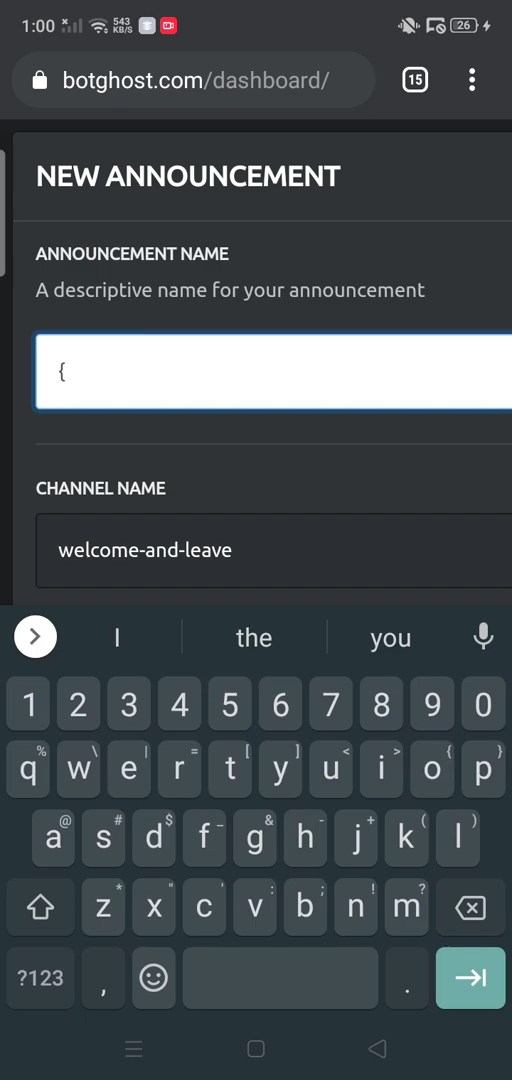 1:00 543 KB/S 26
botghost.com/dashboard/ 15
NEW ANNOUNCEMENT
ANNOUNCEMENT NAME
A descriptive name for your announcement
{
CHANNEL NAME
welcome-and-leave
I the you
1 2 3 4 5 6 7 8 9 0
% \ | = [ ] < > { }
q w e r t y u i o p
@ # $ _ & - + ( )
a s d f g h j k l
* " ' : ; ! ?
z x c v b n m
?123 , .